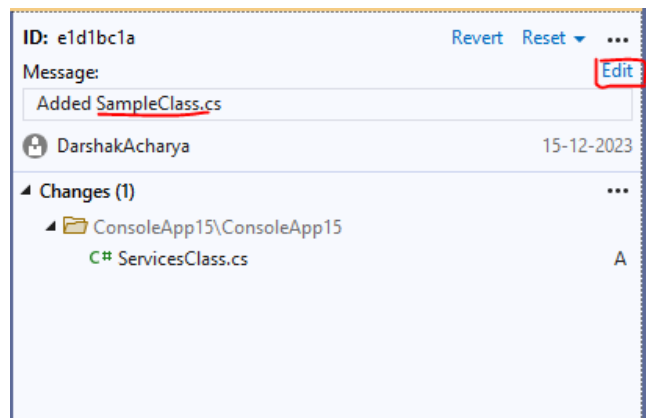 ID: e1d1bc1a Revert Reset ...
Message: Edit
Added SampleClass.cs
DarshakAcharya 15-12-2023
Changes (1) ...
ConsoleApp15\ConsoleApp15
C# ServicesClass.cs A